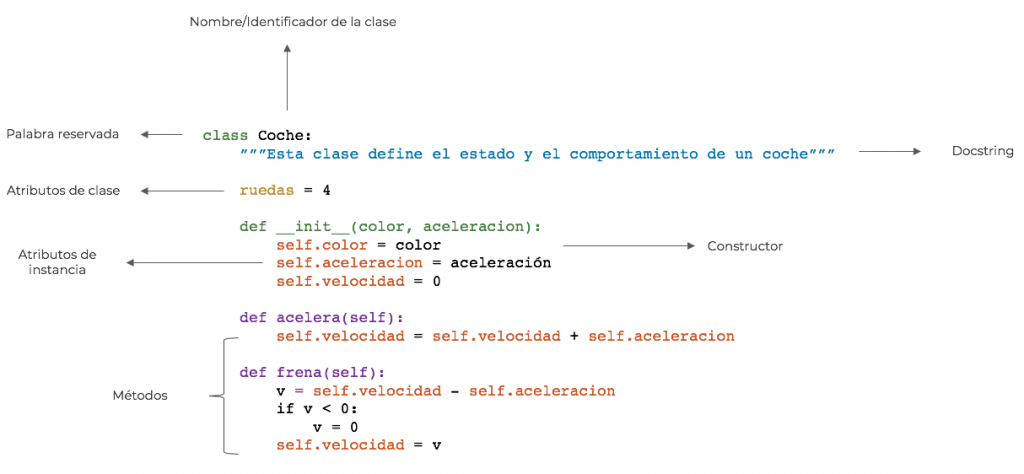 Nombre/Identificador de la clase
Palabra reservada
class Coche:
"""Esta clase define el estado y el comportamiento de un coche"""
Docstring
Atributos de clase
ruedas = 4
def __init__(color, aceleracion):
self.color = color
Constructor
Atributos de
instancia
self.aceleracion = aceleración
self.velocidad = 0
def acelera(self):
self.velocidad = self.velocidad + self.aceleracion
Métodos
def frena(self):
v = self.velocidad - self.aceleracion
if v < 0:
v = 0
self.velocidad = v